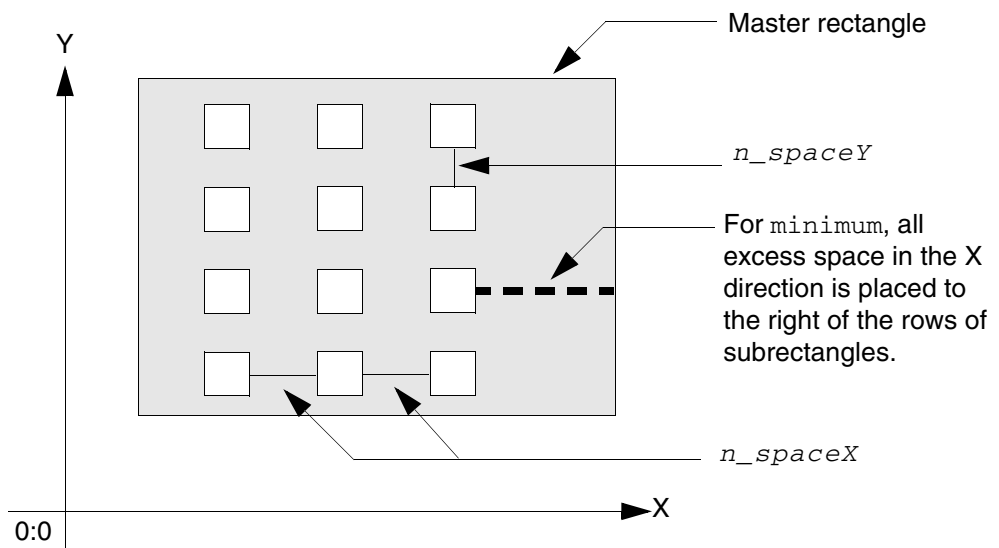 Master rectangle
Y
n_spaceY
For minimum, all
excess space in the X
direction is placed to
the right of the rows of
subrectangles.
n_spaceX
X
0:0